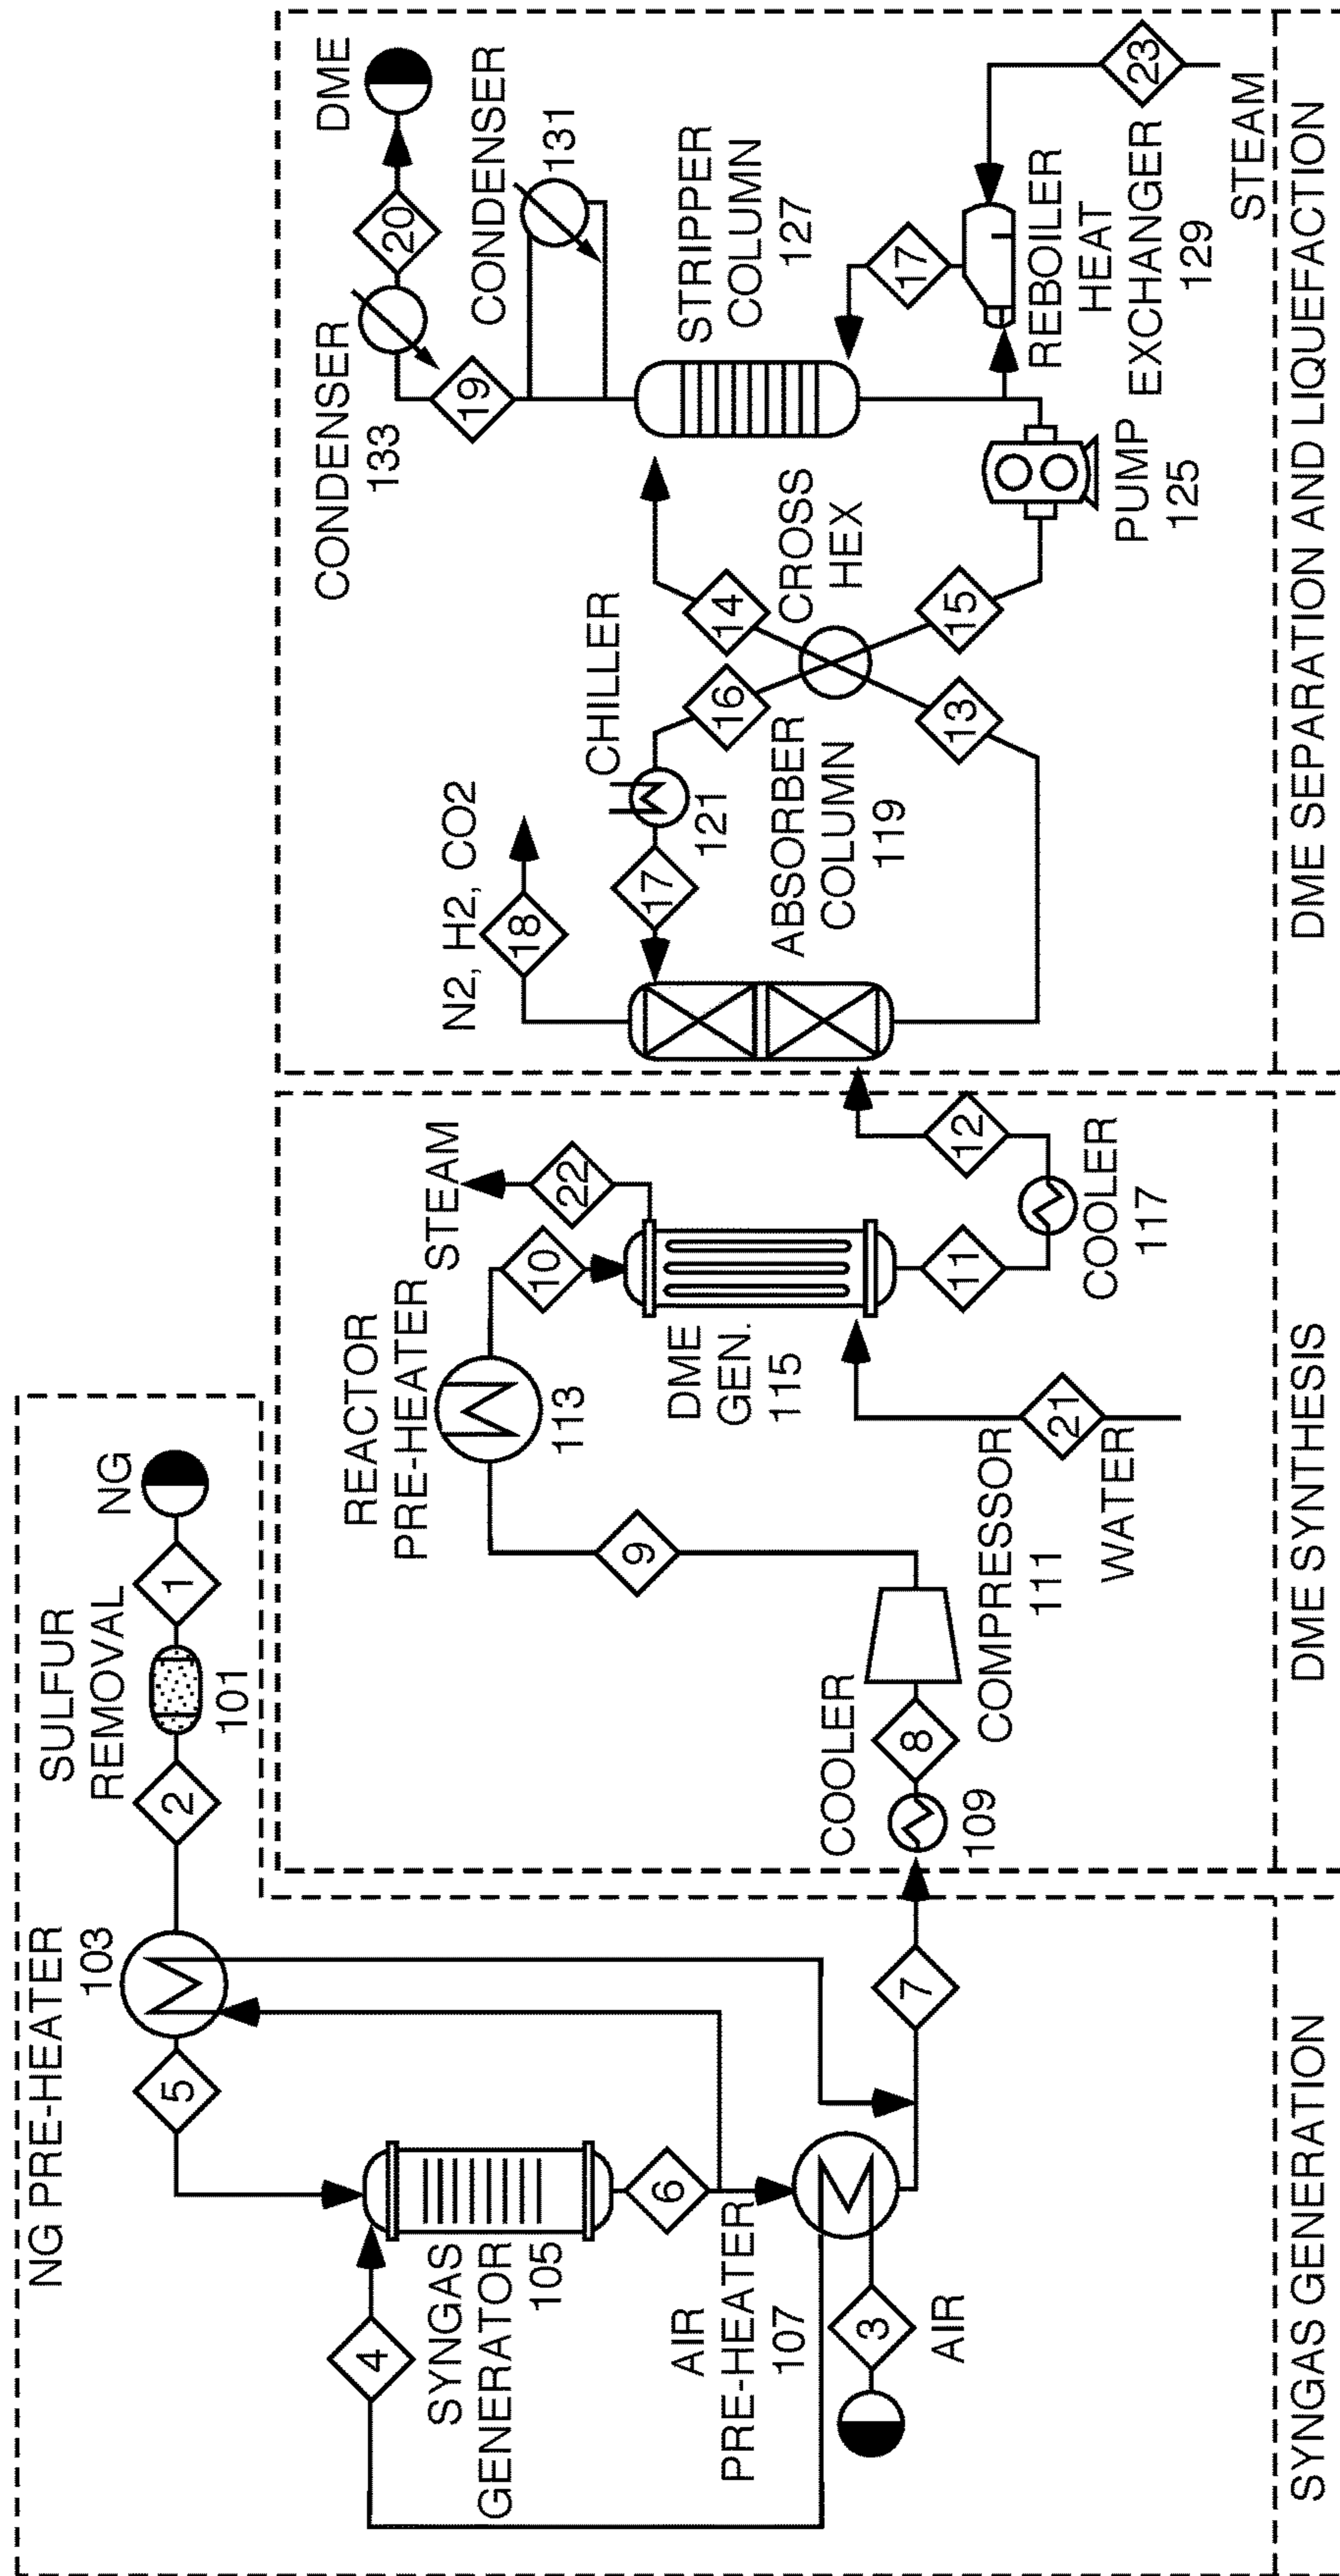 NG PRE-HEATER
103
5
2
SULFUR
REMOVAL
101
1
NG
4
SYNGAS
GENERATOR
105
6
AIR
PRE-HEATER
107
3
AIR
7
SYNGAS GENERATION
COOLER
109
8
COMPRESSOR
111
9
REACTOR
PRE-HEATER
113
10
STEAM
22
DME
GEN.
115
21
WATER
11
COOLER
117
12
DME SYNTHESIS
N2, H2, CO2
18
17
CHILLER
121
ABSORBER
COLUMN
119
16
14
CROSS
HEX
13
15
PUMP
125
CONDENSER
133
19
20
DME
CONDENSER
131
STRIPPER
COLUMN
127
17
REBOILER
HEAT
EXCHANGER
129
23
STEAM
DME SEPARATION AND LIQUEFACTION